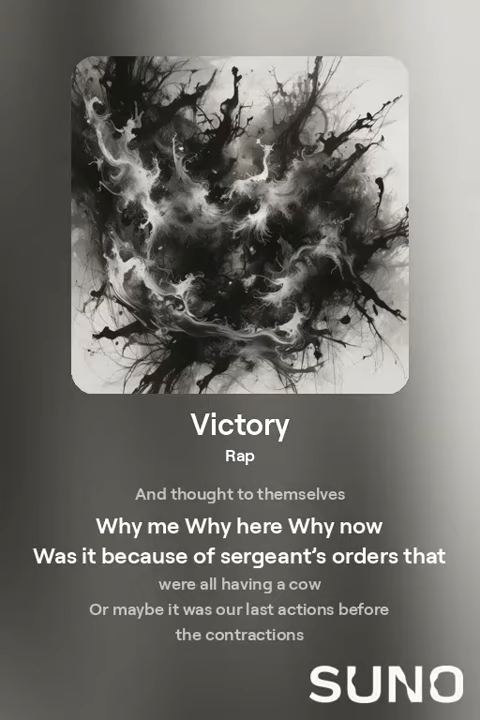 Victory
Rap
And thought to themselves
Why me Why here Why now
Was it because of sergeant's orders that
were all having a cow
Or maybe it was our last actions before
the contractions
SUNO